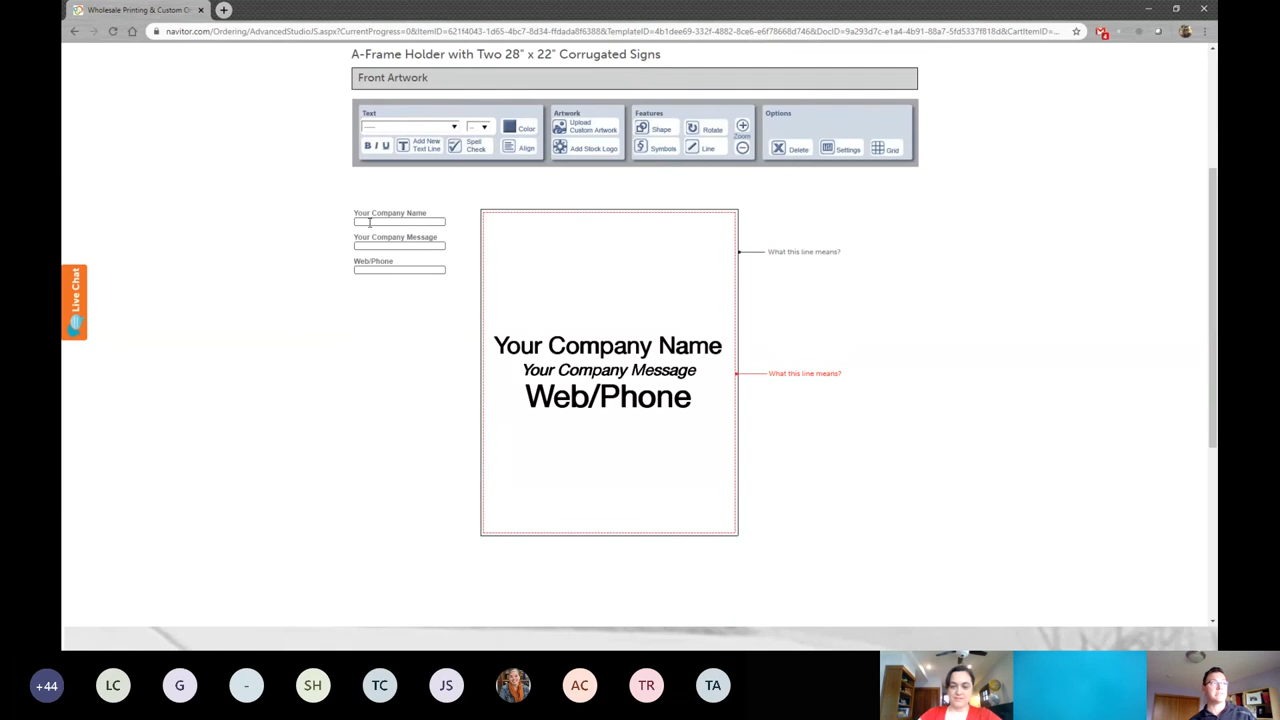 Wholesale Printing & Custom C
navitor.com/Ordering/AdvancedStudioJS.aspx?CurrentProgress=0&ItemID=621f4043-1d65-4bc7-8d34-ffdada8f6388&TemplateID=4b1dee69-332f-4882-8ce6-e6f78668d746&DocID=9a293d7c-e1a4-4b91-88a7-5fd5337f818d&CartItemID=...
A-Frame Holder with Two 28" x 22" Corrugated Signs
Front Artwork
Text
Artwork
Features
Options
Color
Upload
Custom Artwork
Shape
Rotate
Zoom
B I U
Add New
Text Line
Spell
Check
Align
Add Stock Logo
Symbols
Line
Delete
Settings
Grid
Your Company Name
Your Company Message
Web/Phone
What this line means?
Live Chat
Your Company Name
Your Company Message
Web/Phone
What this line means?
+44
LC
G
-
SH
TC
JS
AC
TR
TA